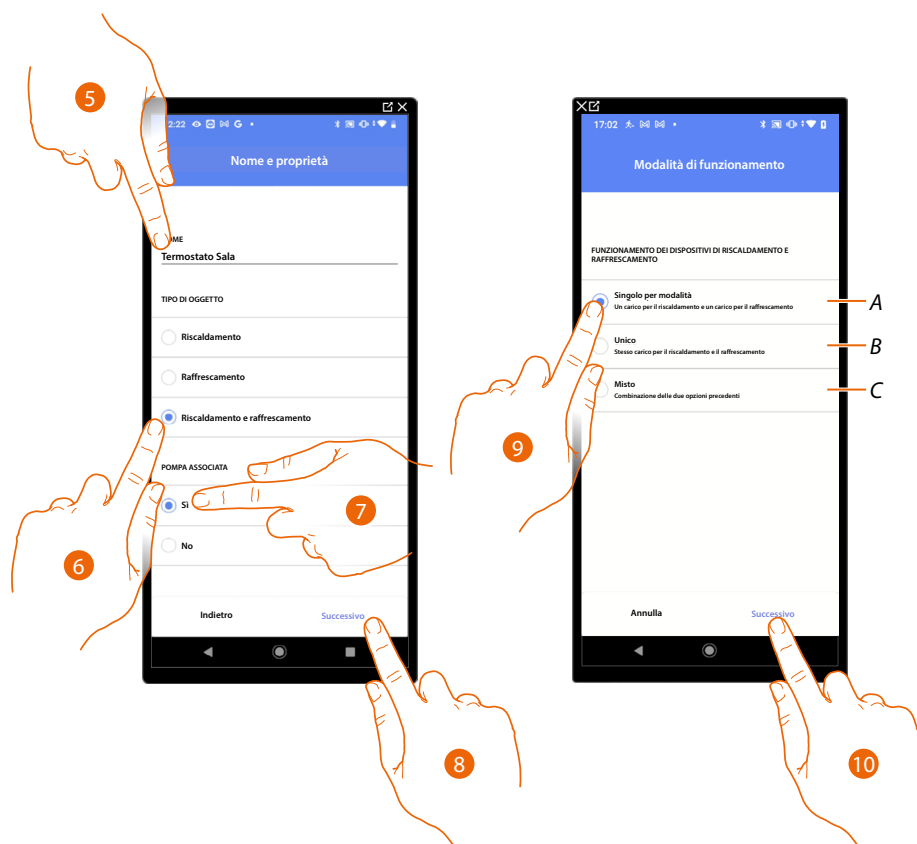 5
2:22 G
Nome e proprietà
OME
Termostato Sala
TIPO DI OGGETTO
Riscaldamento
Raffrescamento
Riscaldamento e raffrescamento
POMPA ASSOCIATA
Sì
7
No
6
Indietro
Successivo
8
17:02
Modalità di funzionamento
FUNZIONAMENTO DEI DISPOSITIVI DI RISCALDAMENTO E
RAFFRESCAMENTO
Singolo per modalità
Un carico per il riscaldamento e un carico per il raffrescamento
A
Unico
Stesso carico per il riscaldamento e il raffrescamento
B
Misto
Combinazione delle due opzioni precedenti
C
9
Annulla
Successivo
10